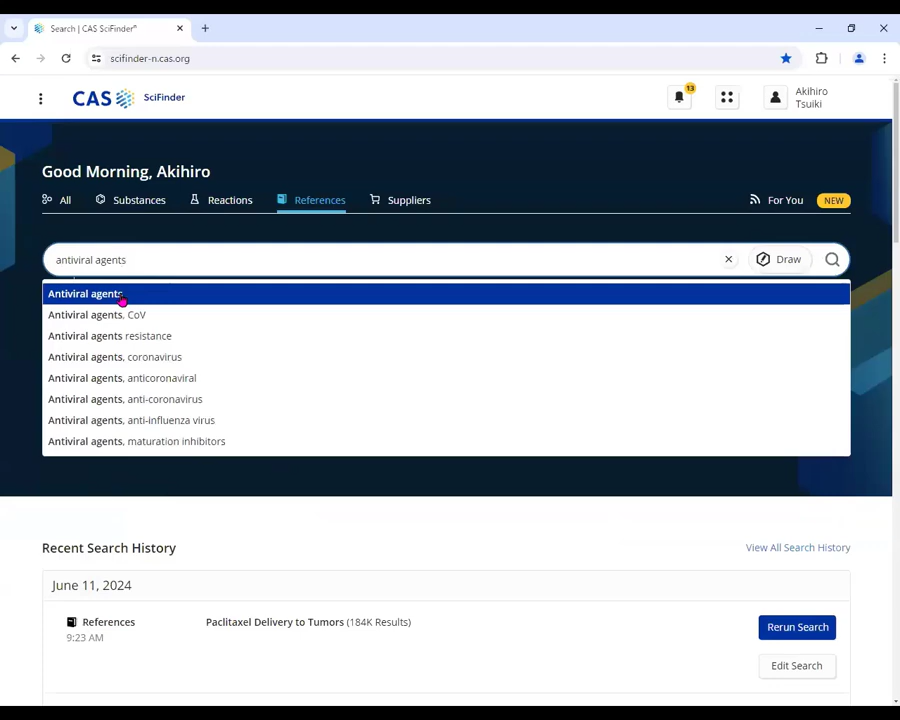 Search | CAS SciFinder®
scifinder-n.cas.org
CAS SciFinder
13
Akihiro
Tsuiki
Good Morning, Akihiro
All
Substances
Reactions
References
Suppliers
For You
NEW
antiviral agents
Draw
Antiviral agents
Antiviral agents, CoV
Antiviral agents resistance
Antiviral agents, coronavirus
Antiviral agents, anticoronaviral
Antiviral agents, anti-coronavirus
Antiviral agents, anti-influenza virus
Antiviral agents, maturation inhibitors
Recent Search History
View All Search History
June 11, 2024
References
9:23 AM
Paclitaxel Delivery to Tumors (184K Results)
Rerun Search
Edit Search